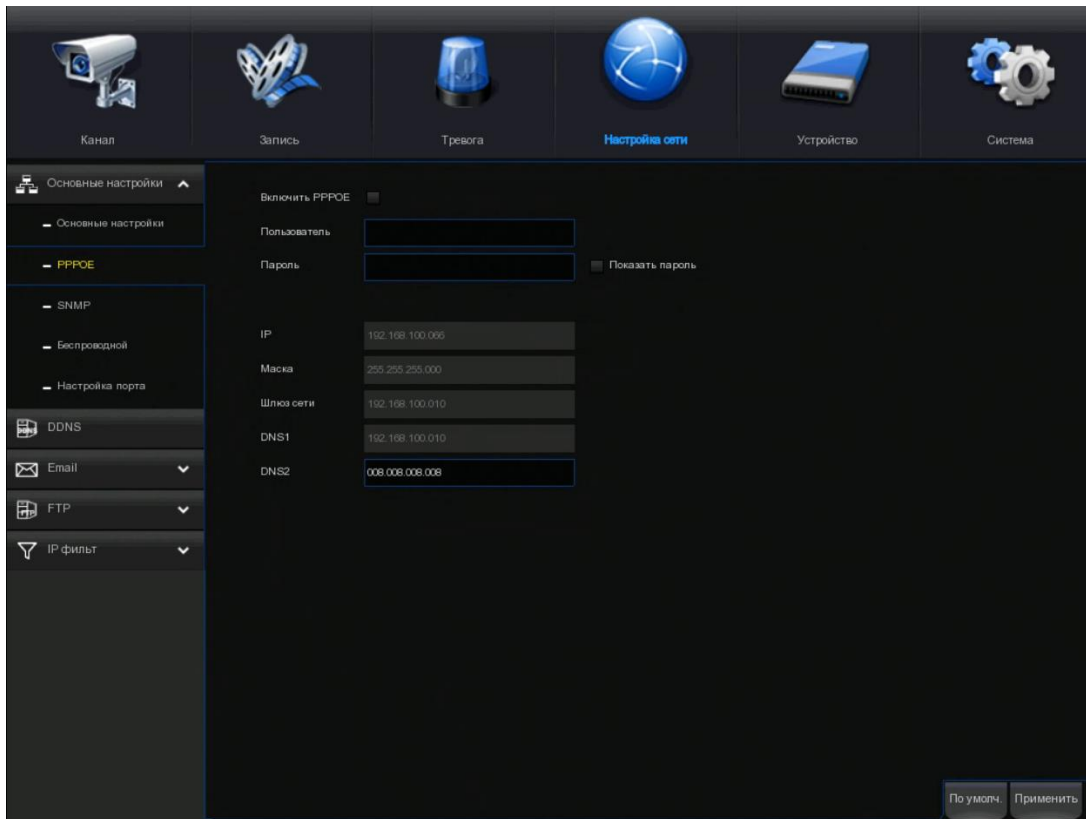 Канал
Запись
Тревога
Настройка сети
Устройство
Система
Основные настройки
Основные настройки
PPPOE
SNMP
Беспроводной
Настройка порта
DDNS
Email
FTP
IP фильт
Включить PPPOE
Пользователь
Пароль
Показать пароль
IP 192.168.100.066
Маска 255.255.255.000
Шлюз сети 192.168.100.010
DNS1 192.168.100.010
DNS2 008.008.008.008
По умолч. Применить